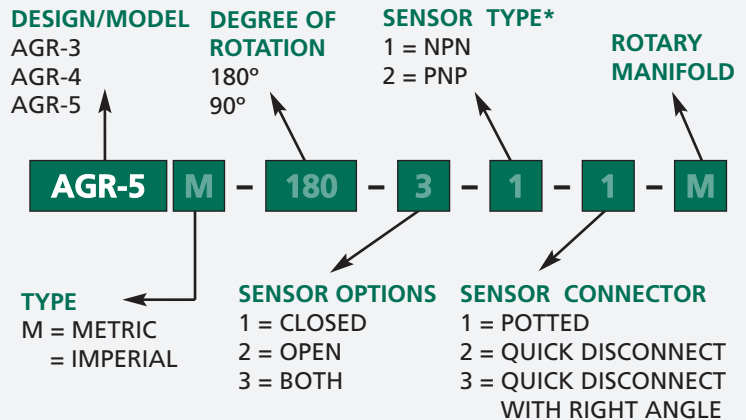 DESIGN/MODEL
AGR-3
AGR-4
AGR-5
DEGREE OF
ROTATION
180º
90º
SENSOR TYPE*
1 = NPN
2 = PNP
ROTARY
MANIFOLD
AGR-5 M – 180 – 3 – 1 – 1 – M
TYPE
M = METRIC
= IMPERIAL
SENSOR OPTIONS
1 = CLOSED
2 = OPEN
3 = BOTH
SENSOR CONNECTOR
1 = POTTED
2 = QUICK DISCONNECT
3 = QUICK DISCONNECT
WITH RIGHT ANGLE